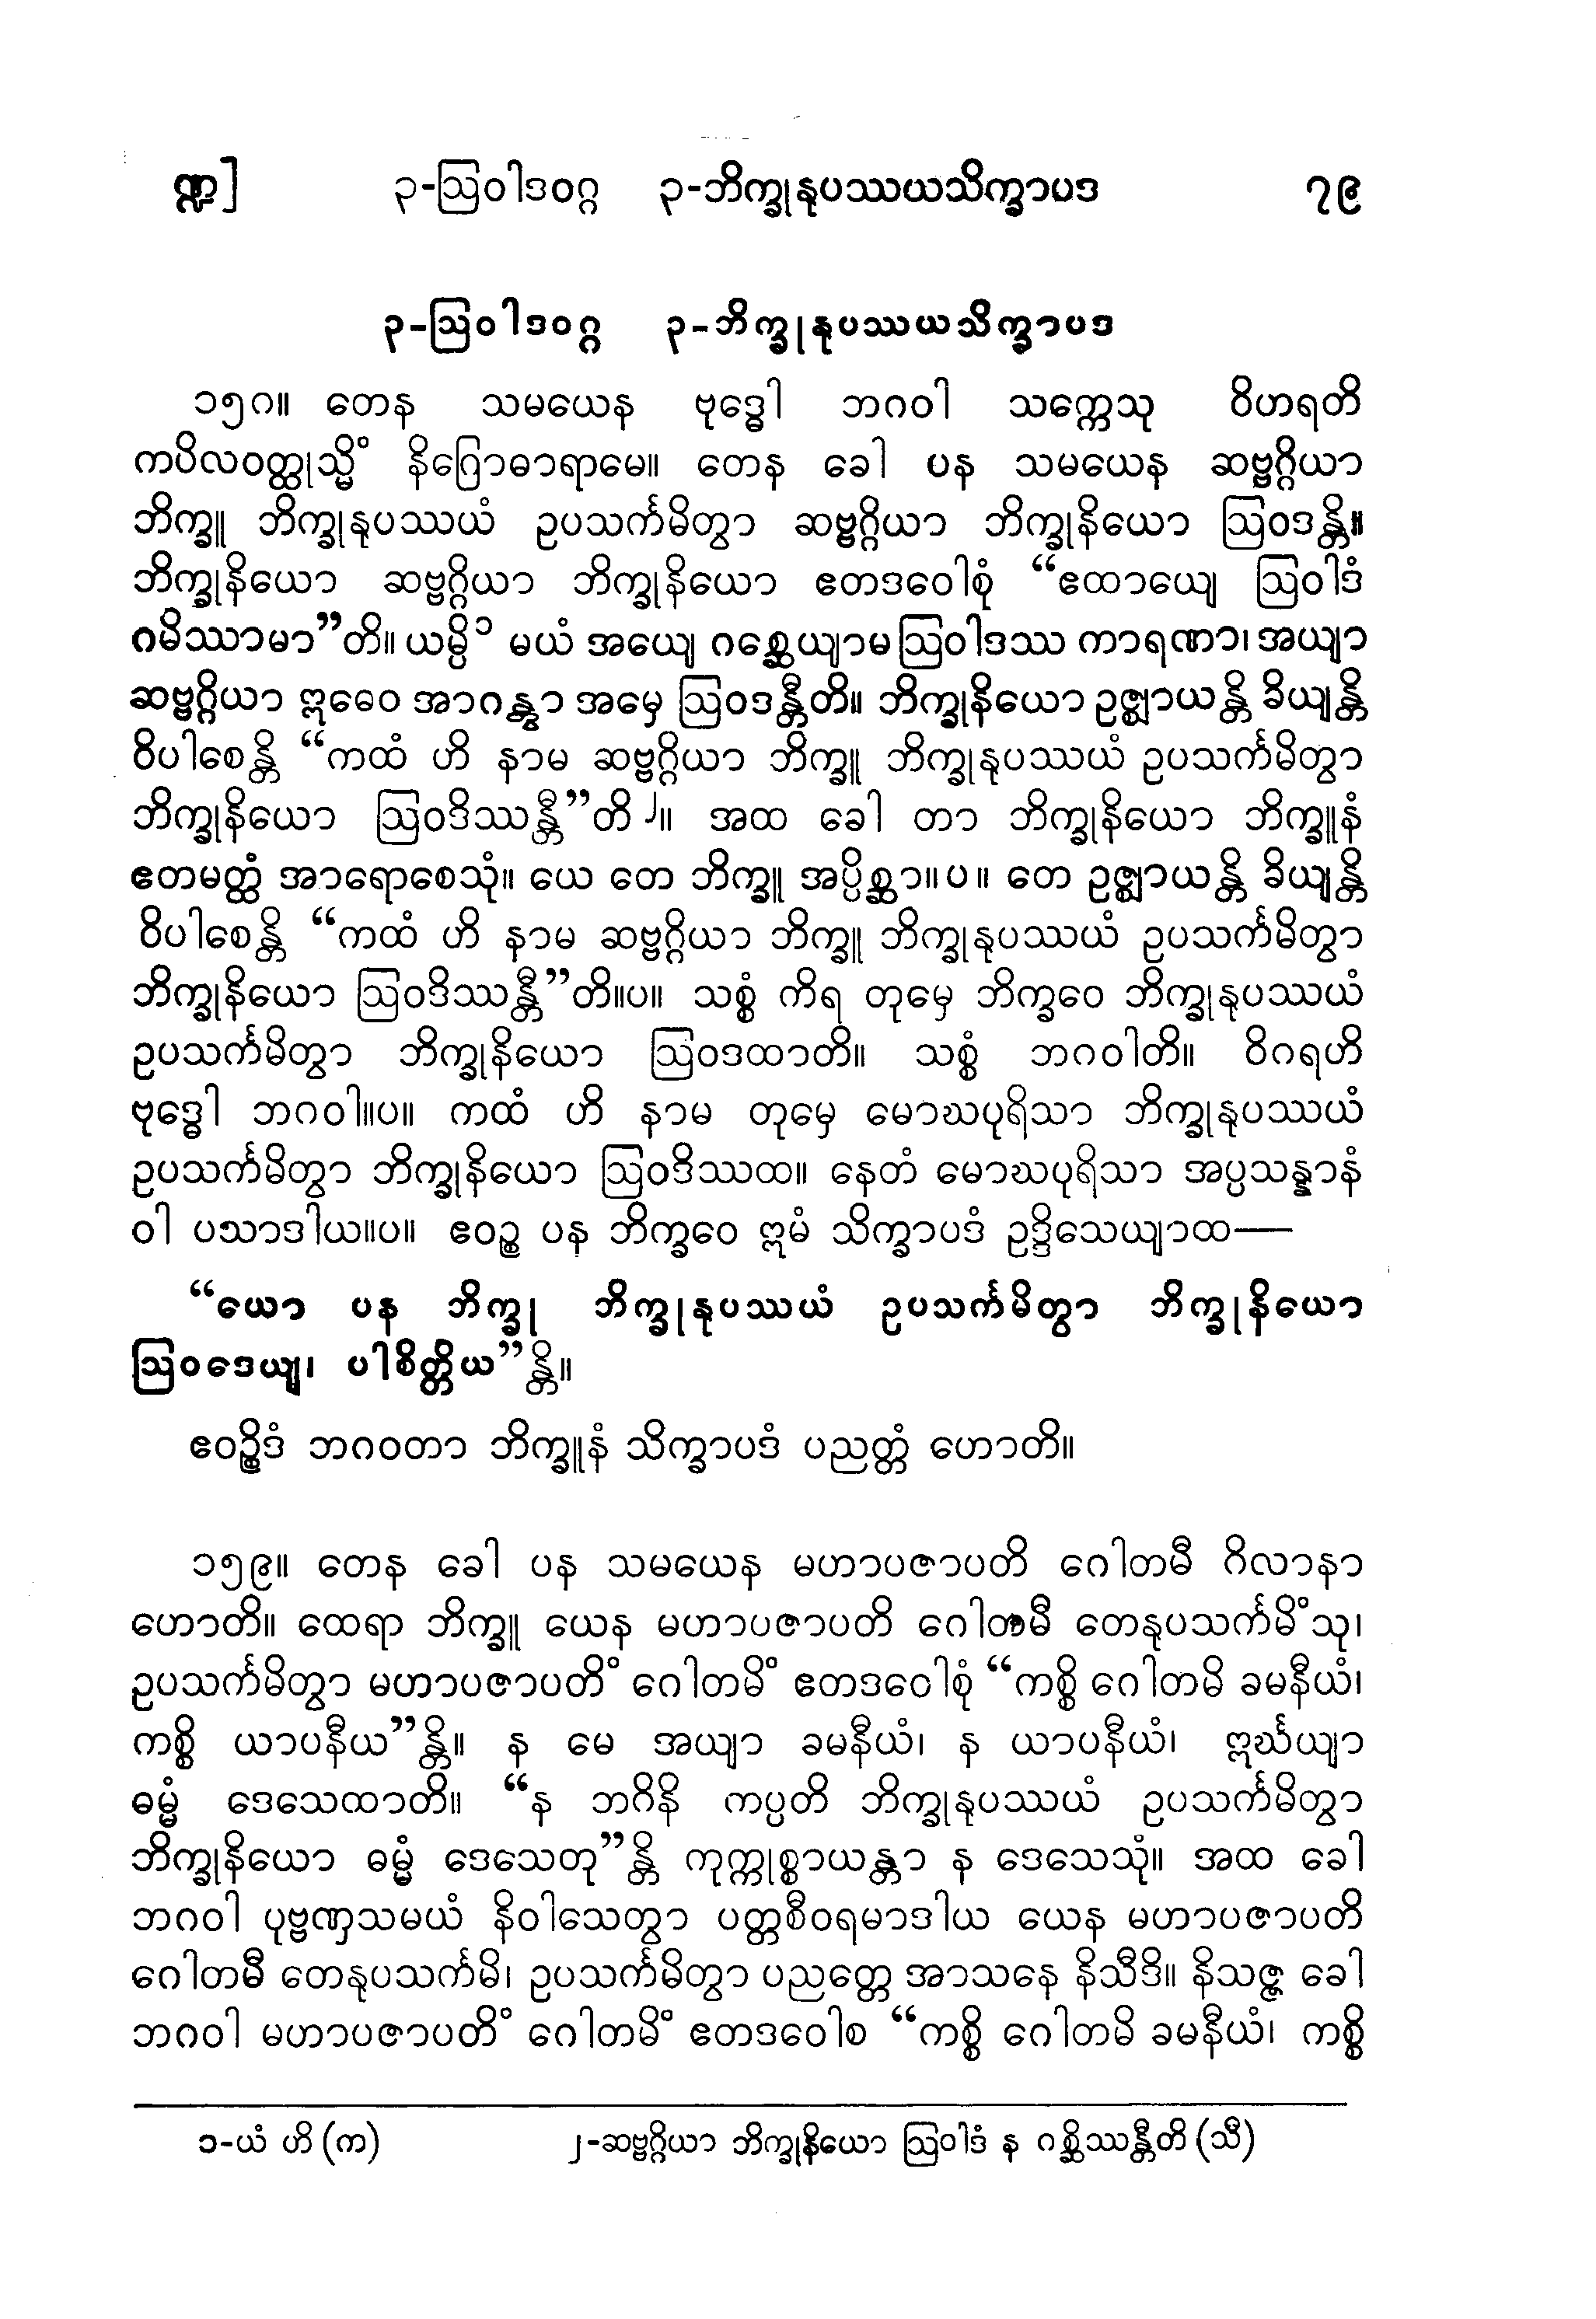 ဏ္ဍ] ၃-ဩဝါဒဝဂ္ဂ ၃-ဘိက္ခုနုပဿယသိက္ခာပဒ ၇၉
၃-ဩဝါဒဝဂ္ဂ ၃-ဘိက္ခုနုပဿယသိက္ခာပဒ
၁၅၈။ တေန သမယေန ဗုဒ္ဓေါ ဘဂဝါ သက္ကေသု ဝိဟရတိ
ကပိလဝတ္ထုသ္မိံ နိဂြောဓာရာမေ။ တေန ခေါ ပန သမယေန ဆဗ္ဗဂ္ဂိယာ
ဘိက္ခူ ဘိက္ခုနုပဿယံ ဥပသင်္ကမိတွာ ဆဗ္ဗဂ္ဂိယာ ဘိက္ခုနိယော ဩဝဒန္တိ။
ဘိက္ခုနိယော ဆဗ္ဗဂ္ဂိယာ ဘိက္ခုနိယော ဧတဒဝေါစုံ “ဧထာယျေ ဩဝါဒံ
ဂမိဿာမာ”တိ။ ယမ္ပိ၁ မယံ အယျေ ဂစ္ဆေယျာမ ဩဝါဒဿ ကာရဏာ၊ အယျာ
ဆဗ္ဗဂ္ဂိယာ ဣဓေဝ အာဂန္တွာ အမှေ ဩဝဒန္တီတိ။ ဘိက္ခုနိယော ဥဇ္ဈာယန္တိ ခိယျန္တိ
ဝိပါစေန္တိ “ကထံ ဟိ နာမ ဆဗ္ဗဂ္ဂိယာ ဘိက္ခူ ဘိက္ခုနုပဿယံ ဥပသင်္ကမိတွာ
ဘိက္ခုနိယော ဩဝဒိဿန္တီ”တိ၂။ အထ ခေါ တာ ဘိက္ခုနိယော ဘိက္ခူနံ
ဧတမတ္ထံ အာရောစေသုံ။ ယေ တေ ဘိက္ခူ အပ္ပိစ္ဆာ။ပ။ တေ ဥဇ္ဈာယန္တိ ခိယျန္တိ
ဝိပါစေန္တိ “ကထံ ဟိ နာမ ဆဗ္ဗဂ္ဂိယာ ဘိက္ခူ ဘိက္ခုနုပဿယံ ဥပသင်္ကမိတွာ
ဘိက္ခုနိယော ဩဝဒိဿန္တီ”တိ။ပ။ သစ္စံ ကိရ တုမှေ ဘိက္ခဝေ ဘိက္ခုနုပဿယံ
ဥပသင်္ကမိတွာ ဘိက္ခုနိယော ဩဝဒထာတိ။ သစ္စံ ဘဂဝါတိ။ ဝိဂရဟိ
ဗုဒ္ဓေါ ဘဂဝါ။ပ။ ကထံ ဟိ နာမ တုမှေ မောဃပုရိသာ ဘိက္ခုနုပဿယံ
ဥပသင်္ကမိတွာ ဘိက္ခုနိယော ဩဝဒိဿထ။ နေတံ မောဃပုရိသာ အပ္ပသန္နာနံ
ဝါ ပသာဒါယ။ပ။ ဧဝဉ္စ ပန ဘိက္ခဝေ ဣမံ သိက္ခာပဒံ ဥဒ္ဒိသေယျာထ—
“ယော ပန ဘိက္ခု ဘိက္ခုနုပဿယံ ဥပသင်္ကမိတွာ ဘိက္ခုနိယော
ဩဝဒေယျ၊ ပါစိတ္တိယ”န္တိ။
ဧဝဉ္စိဒံ ဘဂဝတာ ဘိက္ခူနံ သိက္ခာပဒံ ပညတ္တံ ဟောတိ။
၁၅၉။ တေန ခေါ ပန သမယေန မဟာပဇာပတိ ဂေါတမီ ဂိလာနာ
ဟောတိ။ ထေရာ ဘိက္ခူ ယေန မဟာပဇာပတိ ဂေါတမီ တေနုပသင်္ကမိံသု၊
ဥပသင်္ကမိတွာ မဟာပဇာပတိံ ဂေါတမိံ ဧတဒဝေါစုံ “ကစ္စိ ဂေါတမိ ခမနီယံ၊
ကစ္စိ ယာပနီယ”န္တိ။ န မေ အယျာ ခမနီယံ၊ န ယာပနီယံ၊ ဣင်္ဃယျာ
ဓမ္မံ ဒေသေထာတိ။ “န ဘဂိနိ ကပ္ပတိ ဘိက္ခုနုပဿယံ ဥပသင်္ကမိတွာ
ဘိက္ခုနိယော ဓမ္မံ ဒေသေတု”န္တိ ကုက္ကုစ္စာယန္တာ န ဒေသေသုံ။ အထ ခေါ
ဘဂဝါ ပုဗ္ဗဏှသမယံ နိဝါသေတွာ ပတ္တစီဝရမာဒါယ ယေန မဟာပဇာပတိ
ဂေါတမီ တေနုပသင်္ကမိ၊ ဥပသင်္ကမိတွာ ပညတ္တေ အာသနေ နိသီဒိ။ နိသဇ္ဇ ခေါ
ဘဂဝါ မဟာပဇာပတိံ ဂေါတမိံ ဧတဒဝေါစ “ကစ္စိ ဂေါတမိ ခမနီယံ၊ ကစ္စိ
၁-ယံ ဟိ (က) ၂-ဆဗ္ဗဂ္ဂိယာ ဘိက္ခုနိယော ဩဝါဒံ န ဂစ္ဆိဿန္တီတိ (သီ)